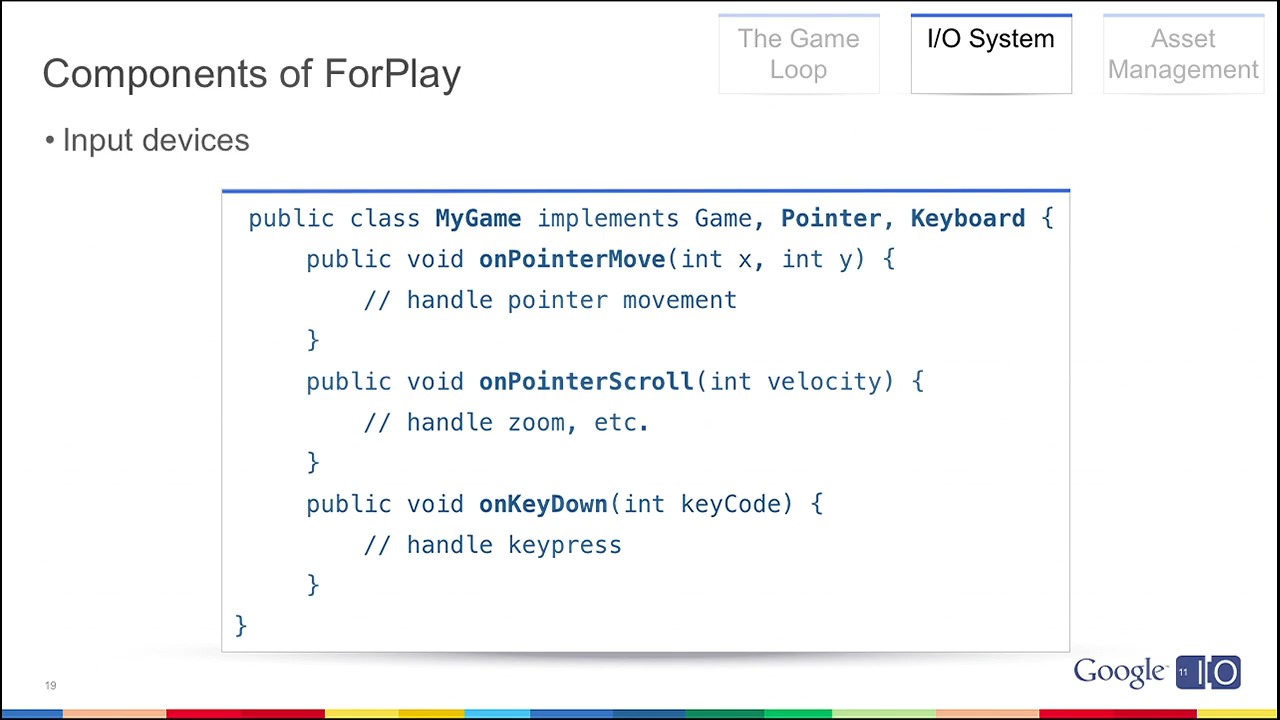 The Game
Loop
I/O System
Asset
Management
Components of ForPlay
• Input devices
public class MyGame implements Game, Pointer, Keyboard {
public void onPointerMove(int x, int y) {
// handle pointer movement
}
public void onPointerScroll(int velocity) {
// handle zoom, etc.
}
public void onKeyDown(int keyCode) {
// handle keypress
}
}
19
Google 11 IO